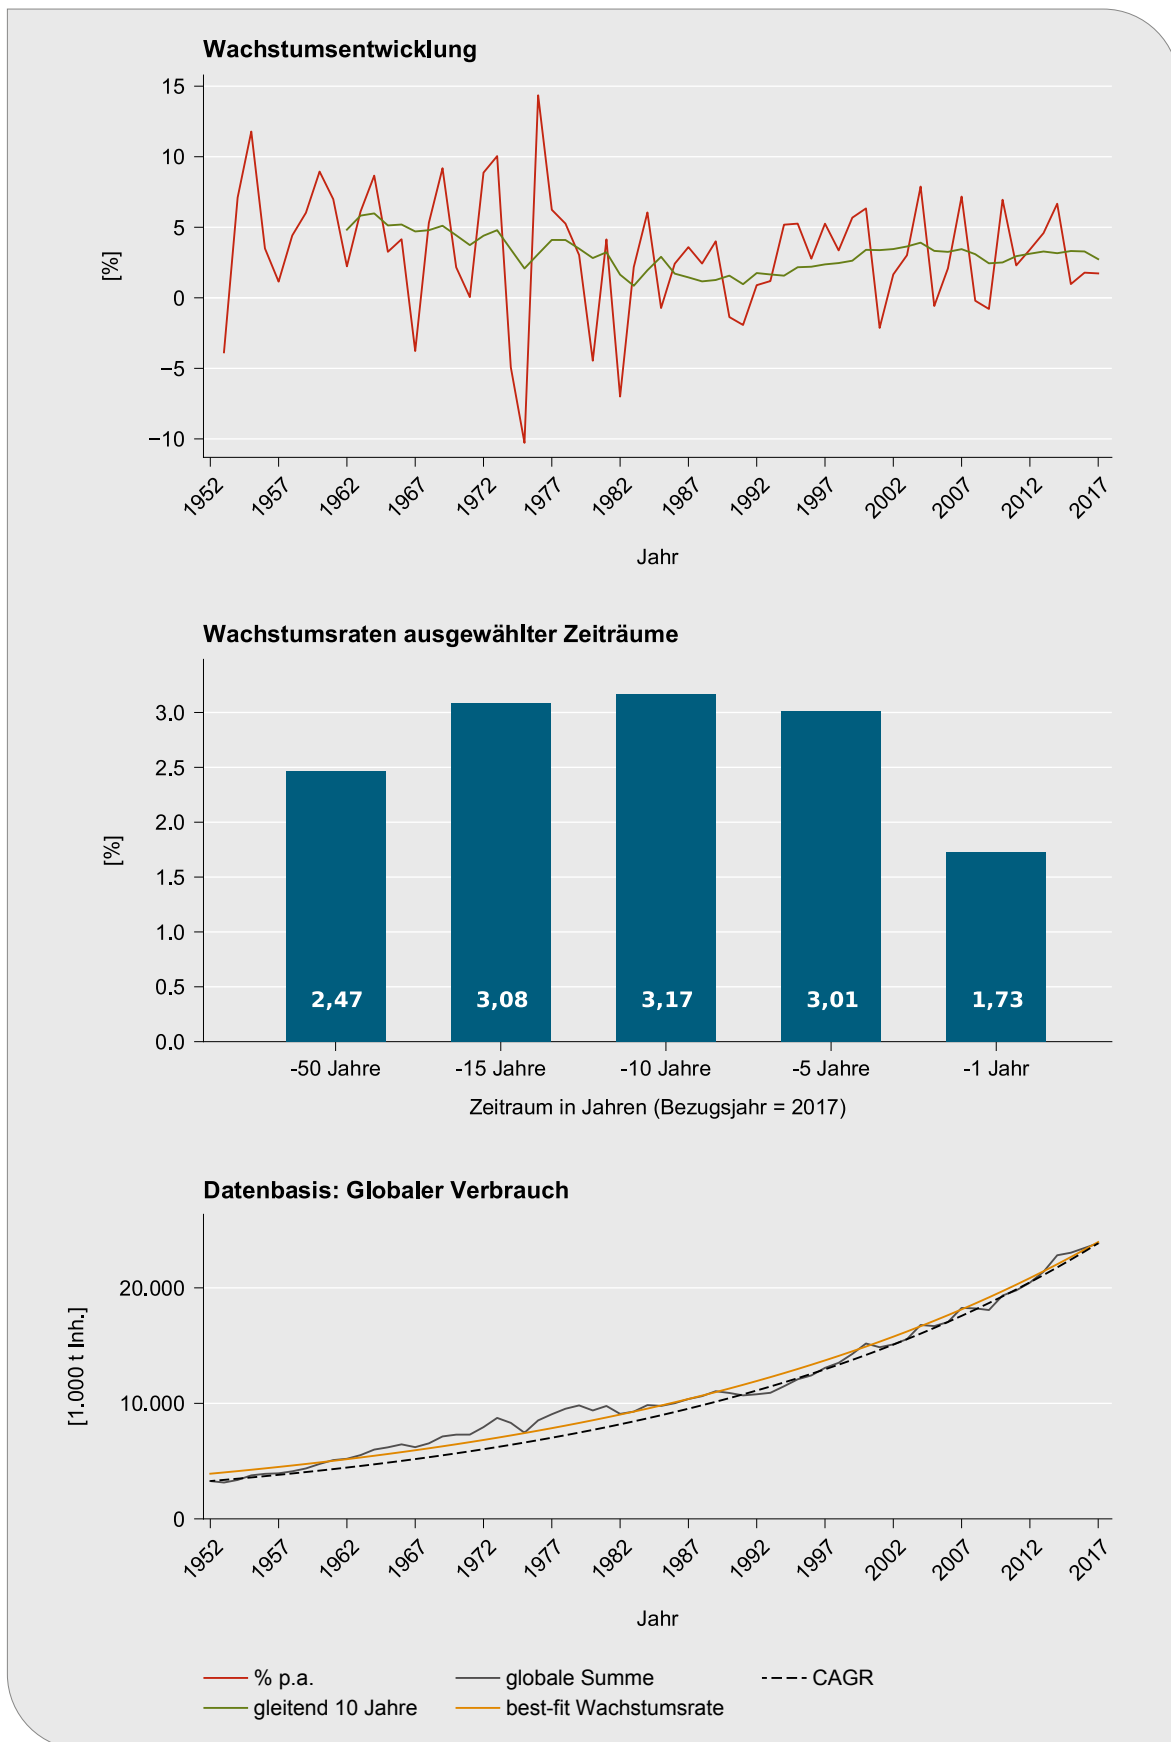 Wachstumsentwicklung
15
10
5
0
−5
−10
[%]
1952 1957 1962 1967 1972 1977 1982 1987 1992 1997 2002 2007 2012 2017
Jahr
Wachstumsraten ausgewählter Zeiträume
3.0
2.5
2.0
1.5
1.0
0.5
0.0
[%]
2,47 3,08 3,17 3,01 1,73
-50 Jahre -15 Jahre -10 Jahre -5 Jahre -1 Jahr
Zeitraum in Jahren (Bezugsjahr = 2017)
Datenbasis: Globaler Verbrauch
20.000
10.000
0
[1.000 t Inh.]
1952 1957 1962 1967 1972 1977 1982 1987 1992 1997 2002 2007 2012 2017
Jahr
% p.a. globale Summe CAGR
gleitend 10 Jahre best-fit Wachstumsrate